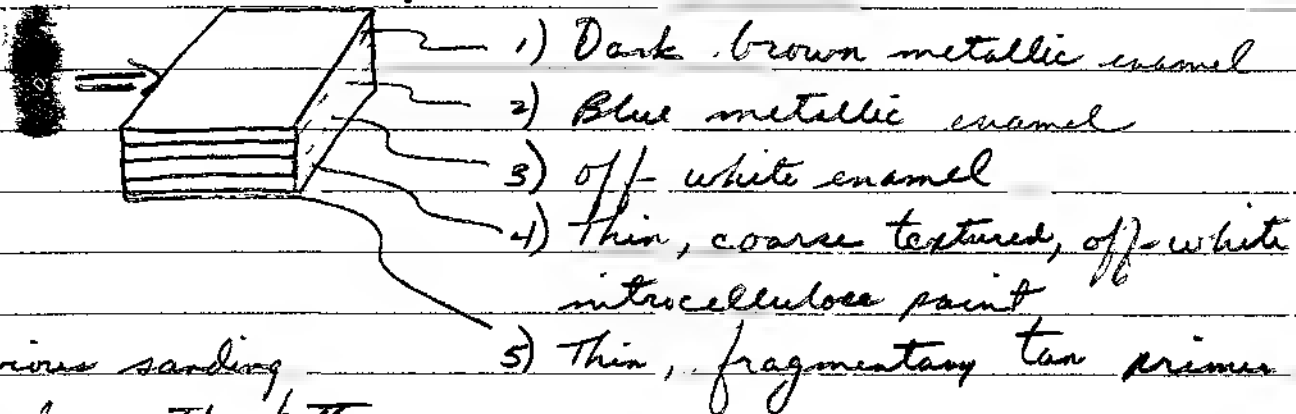 1) Dark brown metallic enamel
2) Blue metallic enamel
3) off-white enamel
4) Thin, coarse textured, off-white
nitrocellulose paint
sanding 5) Thin, fragmentary tan primer